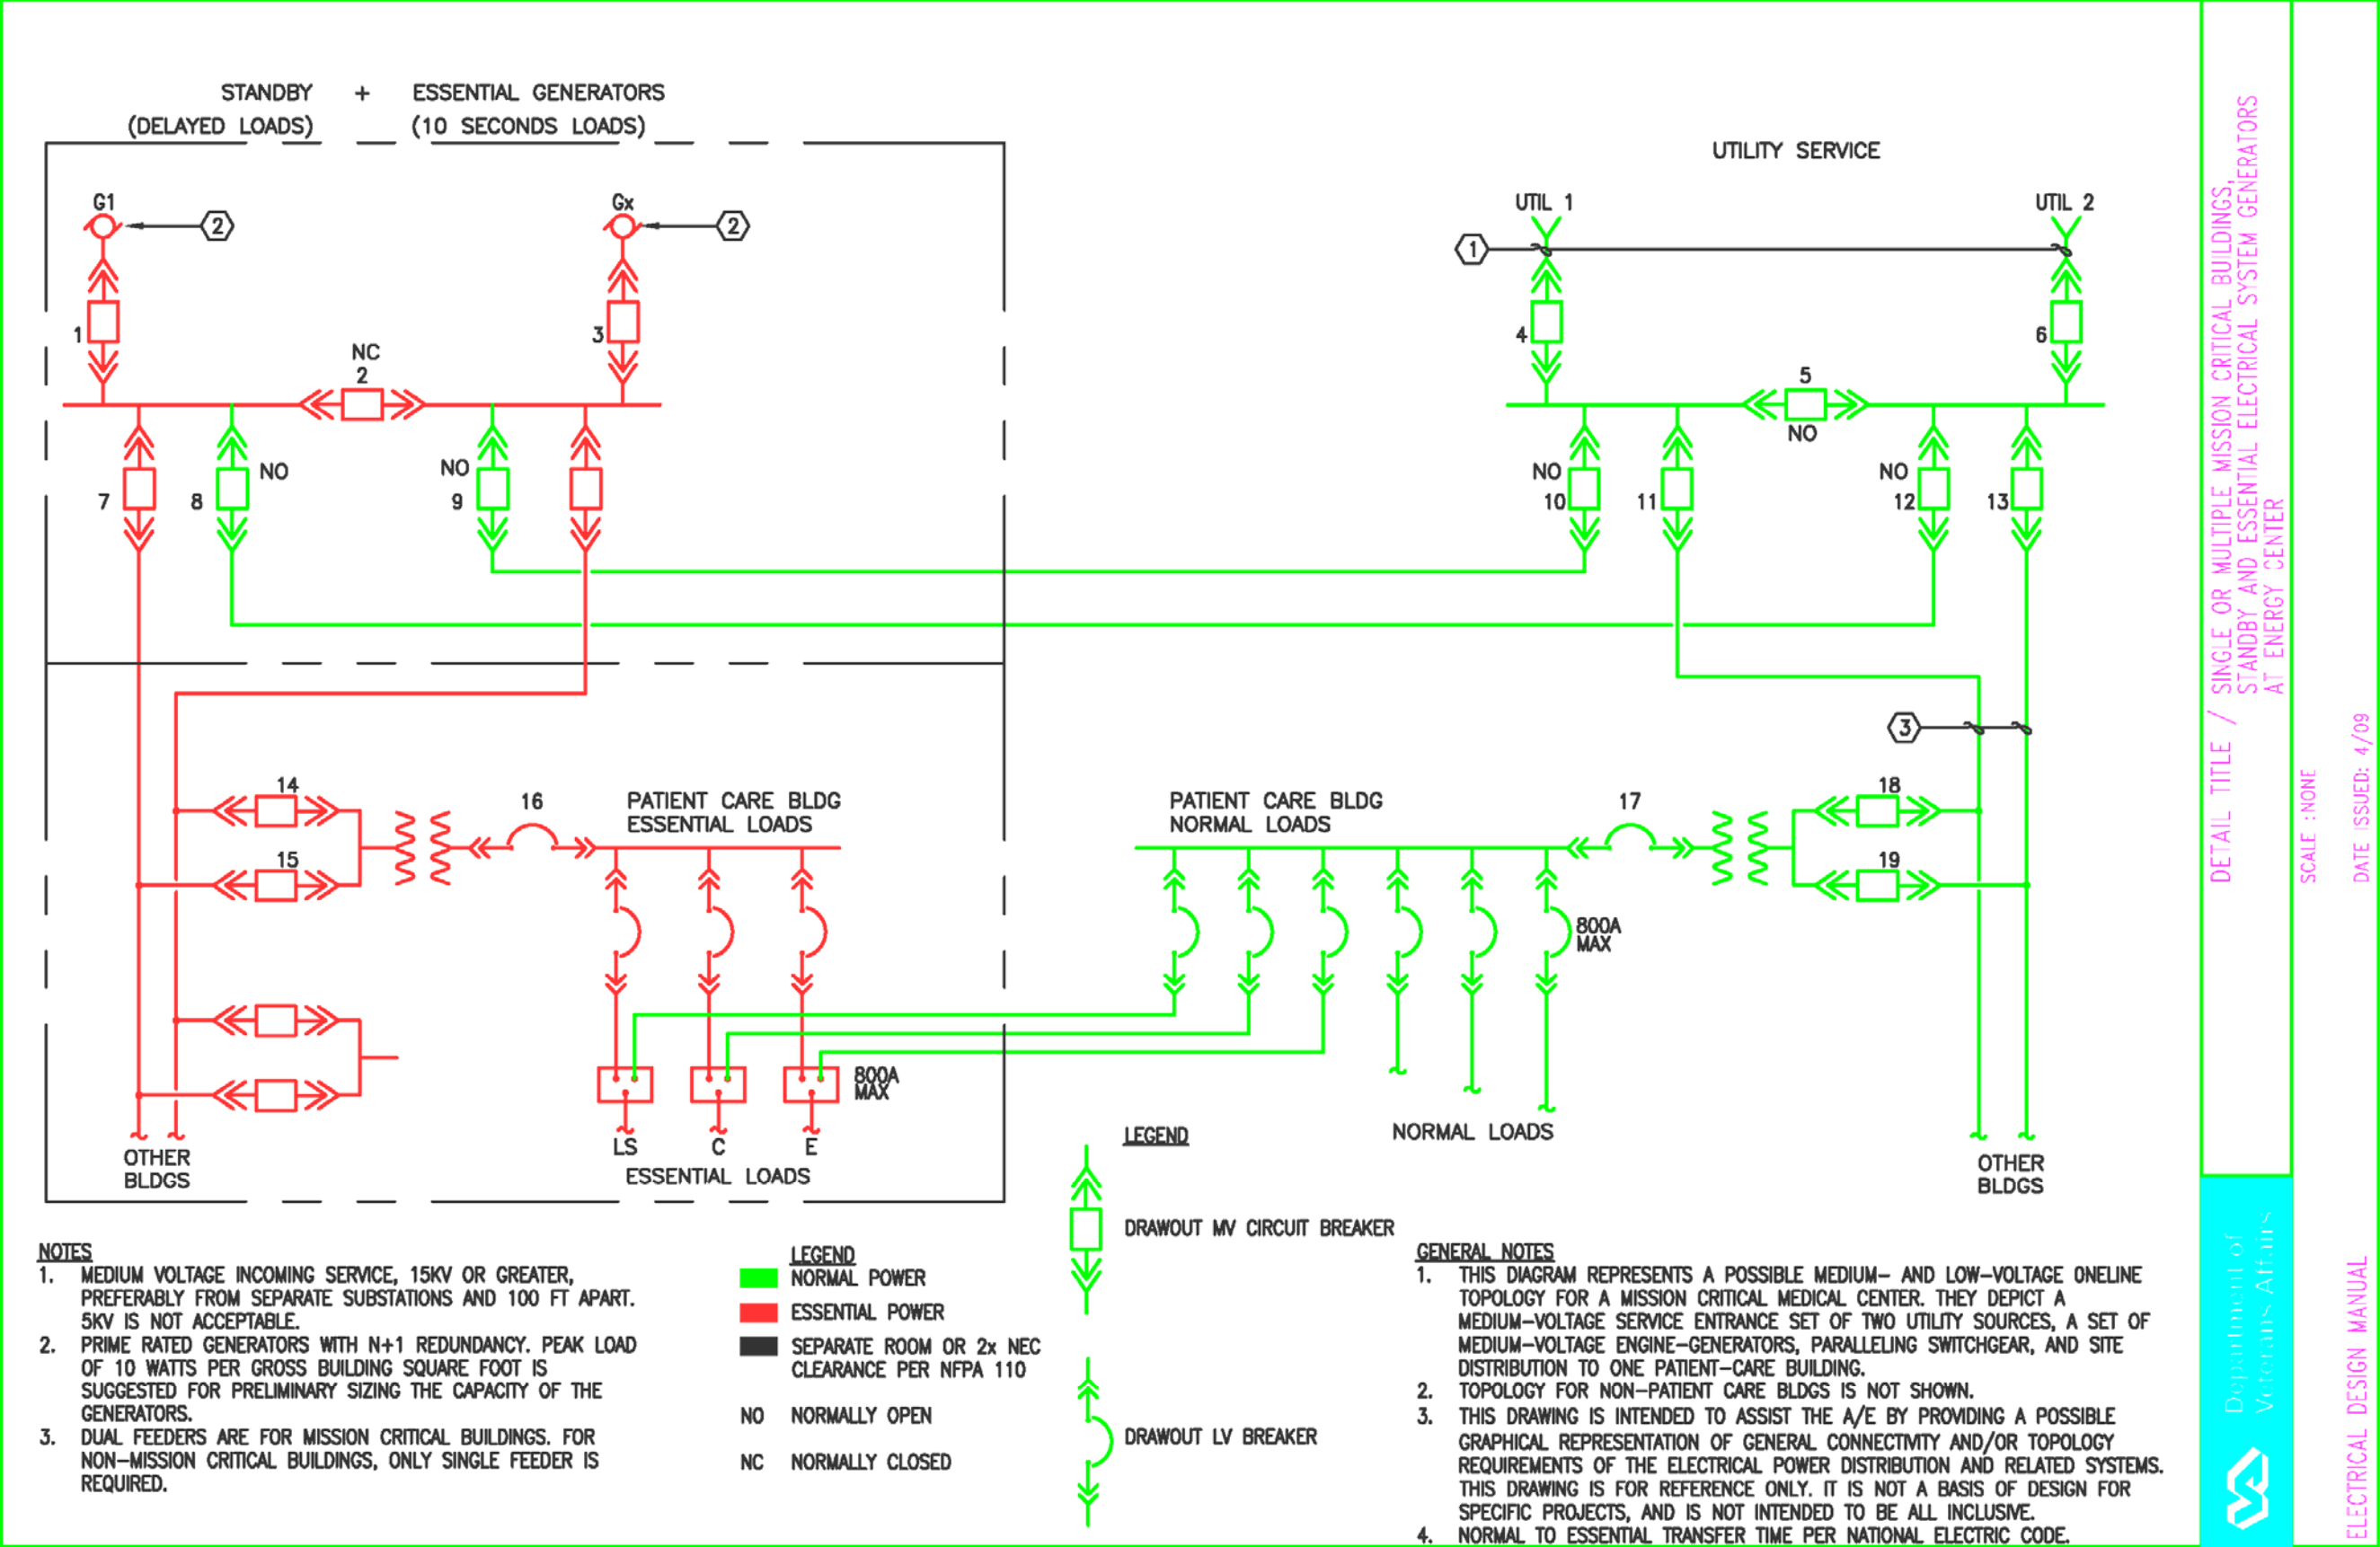 STANDBY + ESSENTIAL GENERATORS
(DELAYED LOADS) (10 SECONDS LOADS)
UTILITY SERVICE
G1
2
Gx
2
UTIL 1
UTIL 2
1
1
3
4
6
NC
2
5
NO
7
8
NO
NO
9
NO
10
11
NO
12
13
3
14
15
16
PATIENT CARE BLDG
ESSENTIAL LOADS
PATIENT CARE BLDG
NORMAL LOADS
17
18
19
800A
MAX
800A
MAX
LS
C
E
ESSENTIAL LOADS
OTHER
BLDGS
NORMAL LOADS
OTHER
BLDGS
NOTES
1. MEDIUM VOLTAGE INCOMING SERVICE, 15KV OR GREATER,
PREFERABLY FROM SEPARATE SUBSTATIONS AND 100 FT APART.
5KV IS NOT ACCEPTABLE.
2. PRIME RATED GENERATORS WITH N+1 REDUNDANCY. PEAK LOAD
OF 10 WATTS PER GROSS BUILDING SQUARE FOOT IS
SUGGESTED FOR PRELIMINARY SIZING THE CAPACITY OF THE
GENERATORS.
3. DUAL FEEDERS ARE FOR MISSION CRITICAL BUILDINGS. FOR
NON-MISSION CRITICAL BUILDINGS, ONLY SINGLE FEEDER IS
REQUIRED.
LEGEND
NORMAL POWER
ESSENTIAL POWER
SEPARATE ROOM OR 2x NEC
CLEARANCE PER NFPA 110
NO NORMALLY OPEN
NC NORMALLY CLOSED
LEGEND
DRAWOUT MV CIRCUIT BREAKER
DRAWOUT LV BREAKER
GENERAL NOTES
1. THIS DIAGRAM REPRESENTS A POSSIBLE MEDIUM- AND LOW-VOLTAGE ONELINE
TOPOLOGY FOR A MISSION CRITICAL MEDICAL CENTER. THEY DEPICT A
MEDIUM-VOLTAGE SERVICE ENTRANCE SET OF TWO UTILITY SOURCES, A SET OF
MEDIUM-VOLTAGE ENGINE-GENERATORS, PARALLELING SWITCHGEAR, AND SITE
DISTRIBUTION TO ONE PATIENT-CARE BUILDING.
2. TOPOLOGY FOR NON-PATIENT CARE BLDGS IS NOT SHOWN.
3. THIS DRAWING IS INTENDED TO ASSIST THE A/E BY PROVIDING A POSSIBLE
GRAPHICAL REPRESENTATION OF GENERAL CONNECTIVITY AND/OR TOPOLOGY
REQUIREMENTS OF THE ELECTRICAL POWER DISTRIBUTION AND RELATED SYSTEMS.
THIS DRAWING IS FOR REFERENCE ONLY. IT IS NOT A BASIS OF DESIGN FOR
SPECIFIC PROJECTS, AND IS NOT INTENDED TO BE ALL INCLUSIVE.
4. NORMAL TO ESSENTIAL TRANSFER TIME PER NATIONAL ELECTRIC CODE.
DETAIL TITLE / SINGLE OR MULTIPLE MISSION CRITICAL BUILDINGS,
STANDBY AND ESSENTIAL ELECTRICAL SYSTEM GENERATORS
AT ENERGY CENTER
SCALE :NONE
DATE ISSUED: 4/09
Department of
Veterans Affairs
ELECTRICAL DESIGN MANUAL